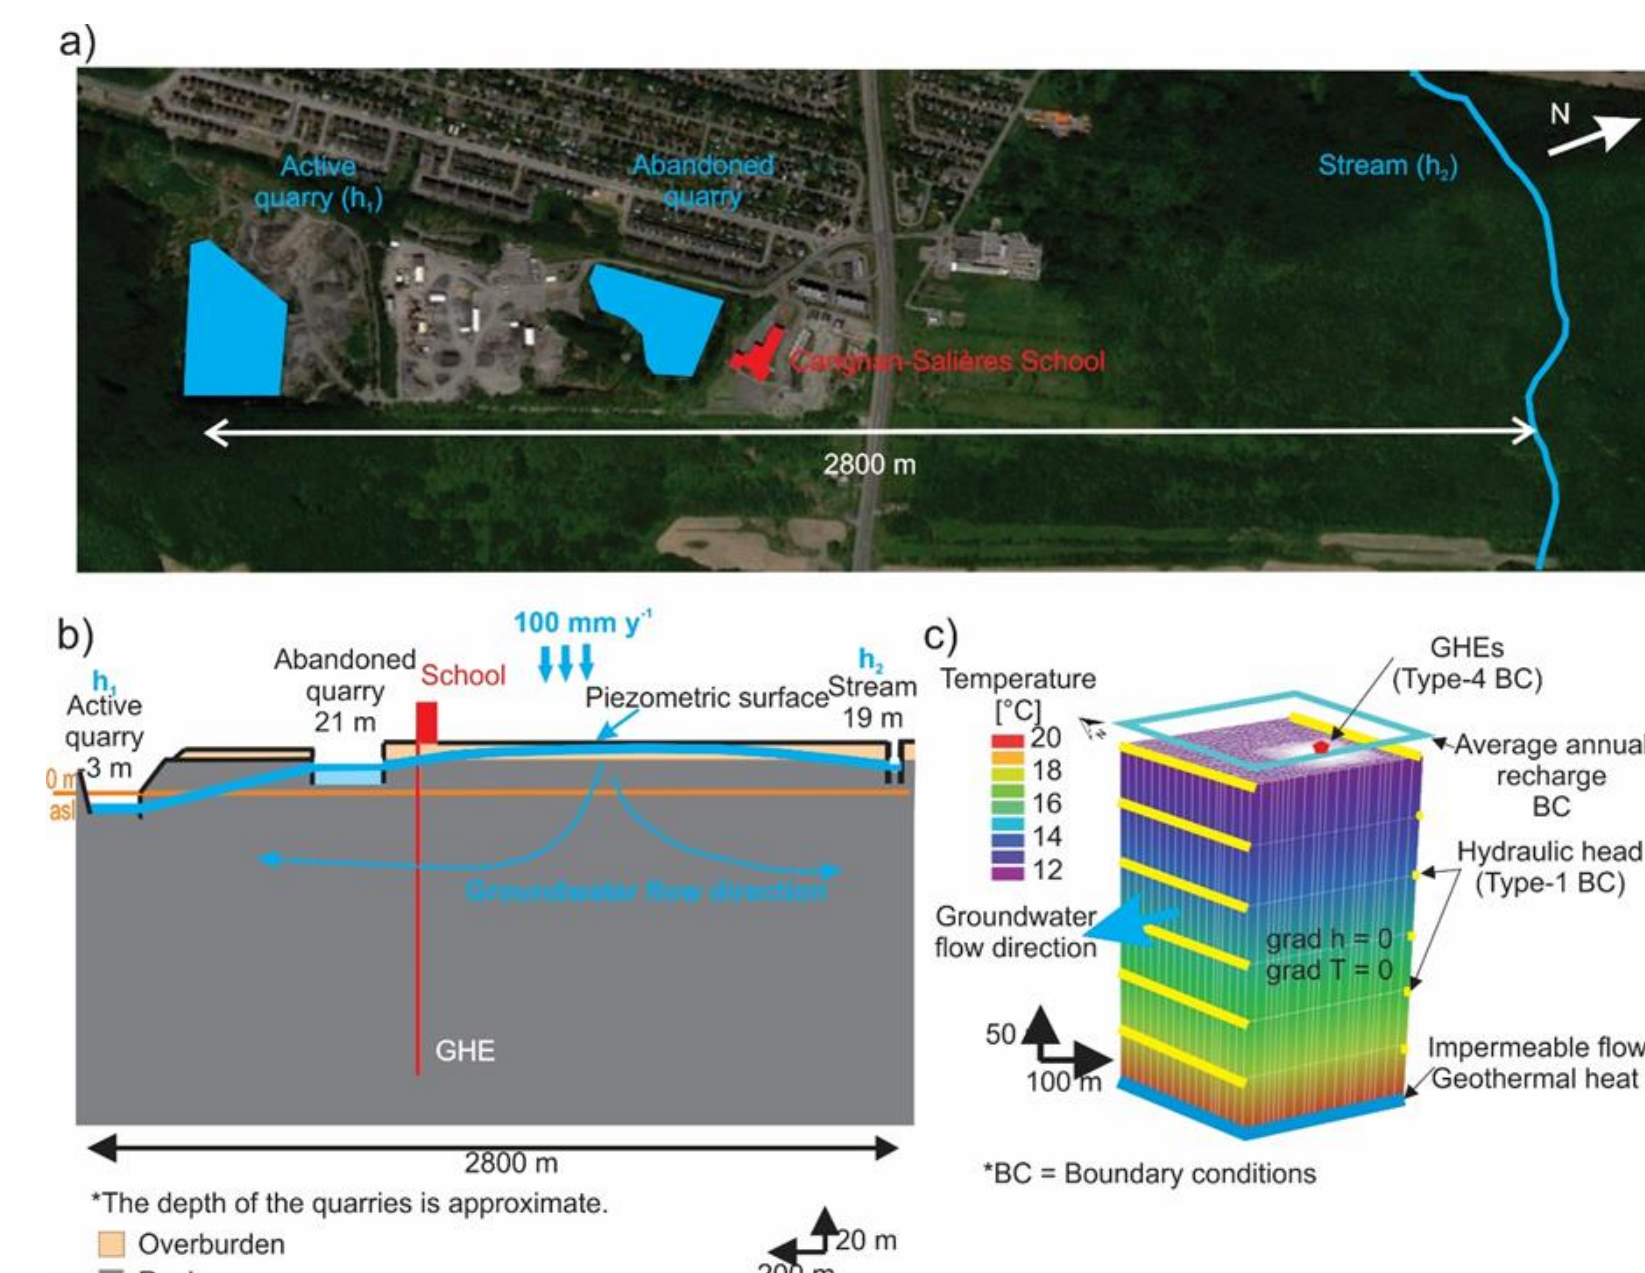 a)
N
Active
quarry (h1)
Abandoned
quarry
Stream (h2)
Carignan-Salières School
2800 m
b)
100 mm y-1
h1
Active
quarry
-3 m
Abandoned
quarry
21 m
School
Piezometric surface
h2
Stream
19 m
0 m
asl
Groundwater flow direction
GHE
2800 m
*The depth of the quarries is approximate.
Overburden
20 m
c)
Temperature
[°C]
20
18
16
14
12
N
GHEs
(Type-4 BC)
Average annual
recharge
BC
Hydraulic head
(Type-1 BC)
Groundwater
flow direction
grad h = 0
grad T = 0
50
100 m
Impermeable flow
Geothermal heat
*BC = Boundary conditions